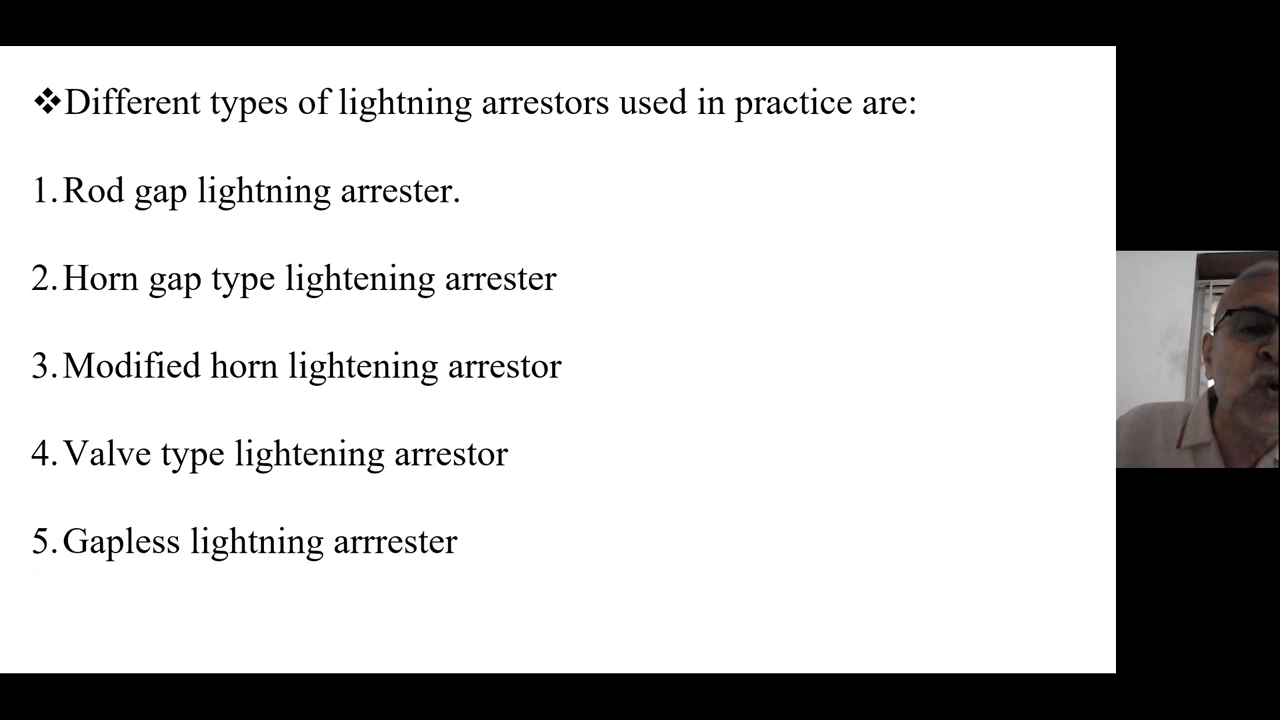 ❖Different types of lightning arrestors used in practice are:
1. Rod gap lightning arrester.
2. Horn gap type lightening arrester
3. Modified horn lightening arrestor
4. Valve type lightening arrestor
5. Gapless lightning arrrester